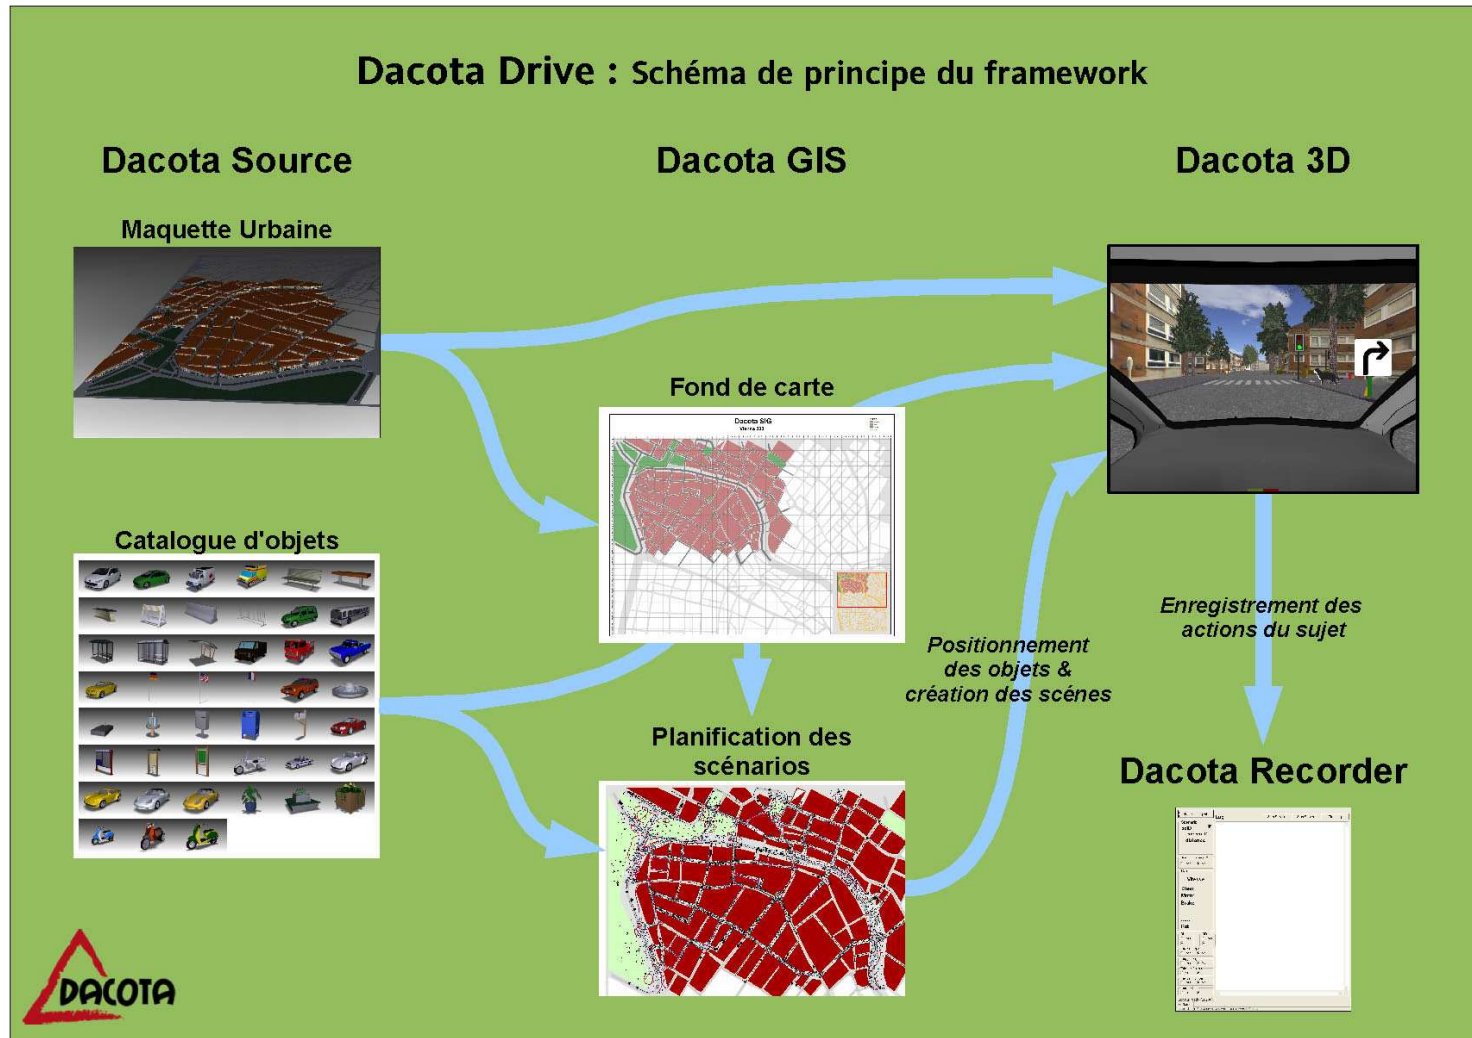 Dacota Drive : Schéma de principe du framework
Dacota Source
Dacota GIS
Dacota 3D
Maquette Urbaine
Fond de carte
Dacota SIG
Catalogue d'objets
Positionnement
des objets &
création des scénes
Enregistrement des
actions du sujet
Planification des
scénarios
Dacota Recorder
Vitesse
DACOTA